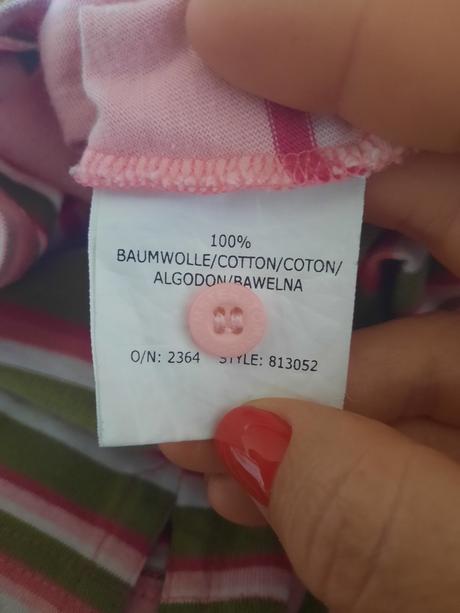 100%
BAUMWOLLE/COTTON/COTON/
ALGODON/BAWELNA
O/N: 2364 STYLE: 813052